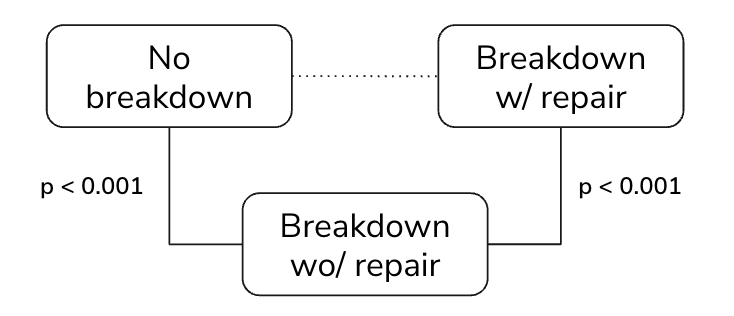 No
breakdown
Breakdown
w/ repair
p < 0.001
p < 0.001
Breakdown
wo/ repair